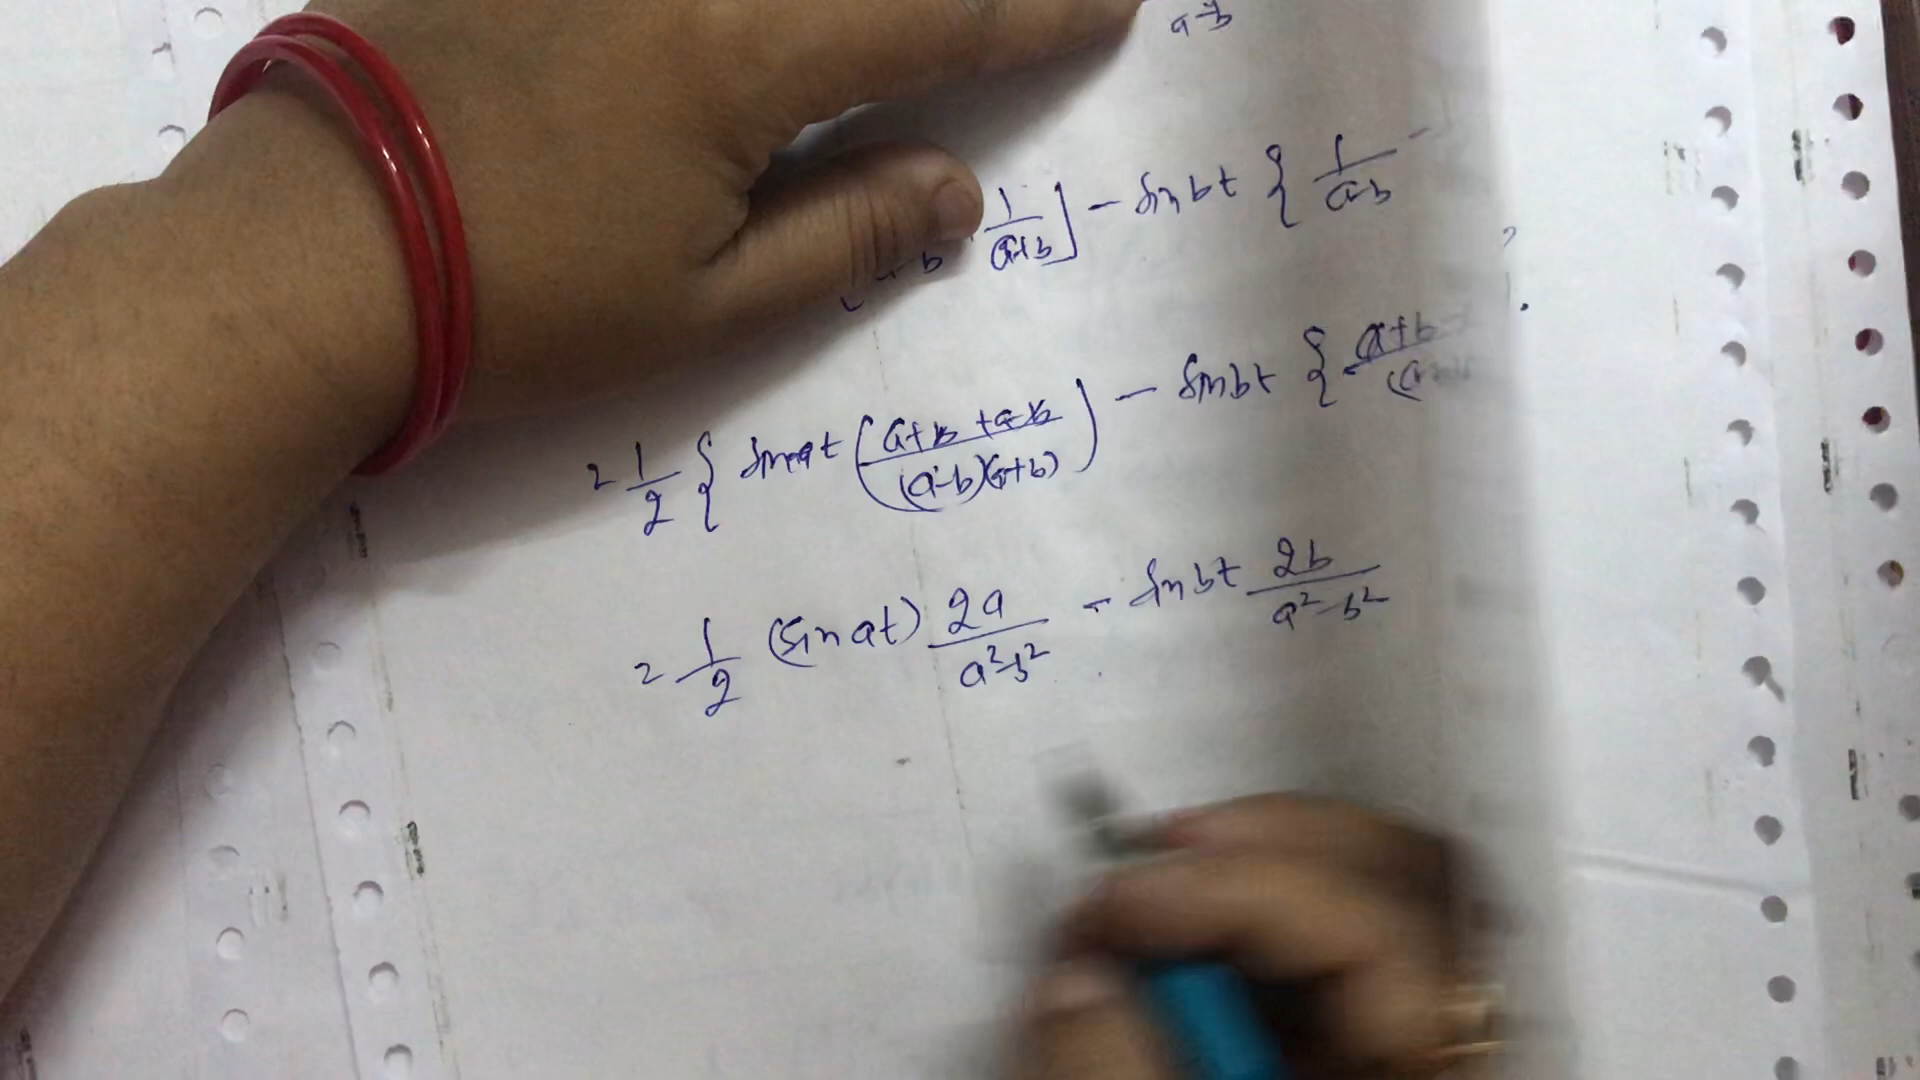 a-b
1/(a+b)] - Sin bt { 1/(a-b) -
= 1/2 { Sin at ((a+b+a-b)/((a-b)(a+b))) - Sin bt { a+b
= 1/2 (Sin at) 2a/(a²-b²) - Sin bt 2b/(a²-b²)